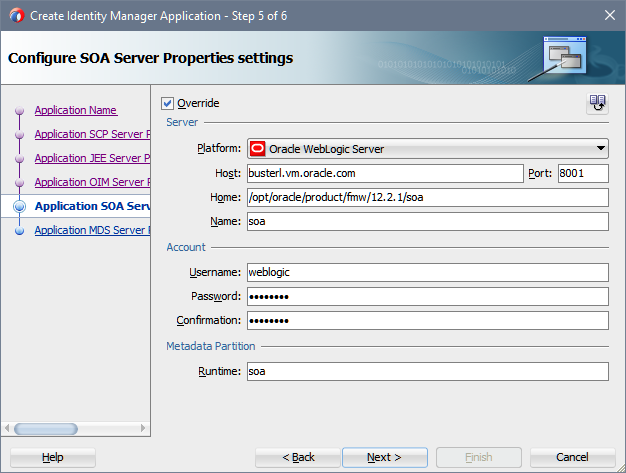 Create Identity Manager Application - Step 5 of 6
Configure SOA Server Properties settings
Application Name
Application SCP Server P
Application JEE Server P
Application OIM Server P
Application SOA Serv
Application MDS Server P
Override
Server
Platform: Oracle WebLogic Server
Host: busterl.vm.oracle.com Port: 8001
Home: /opt/oracle/product/fmw/12.2.1/soa
Name: soa
Account
Username: weblogic
Password: ••••••••
Confirmation: ••••••••
Metadata Partition
Runtime: soa
Help < Back Next > Finish Cancel